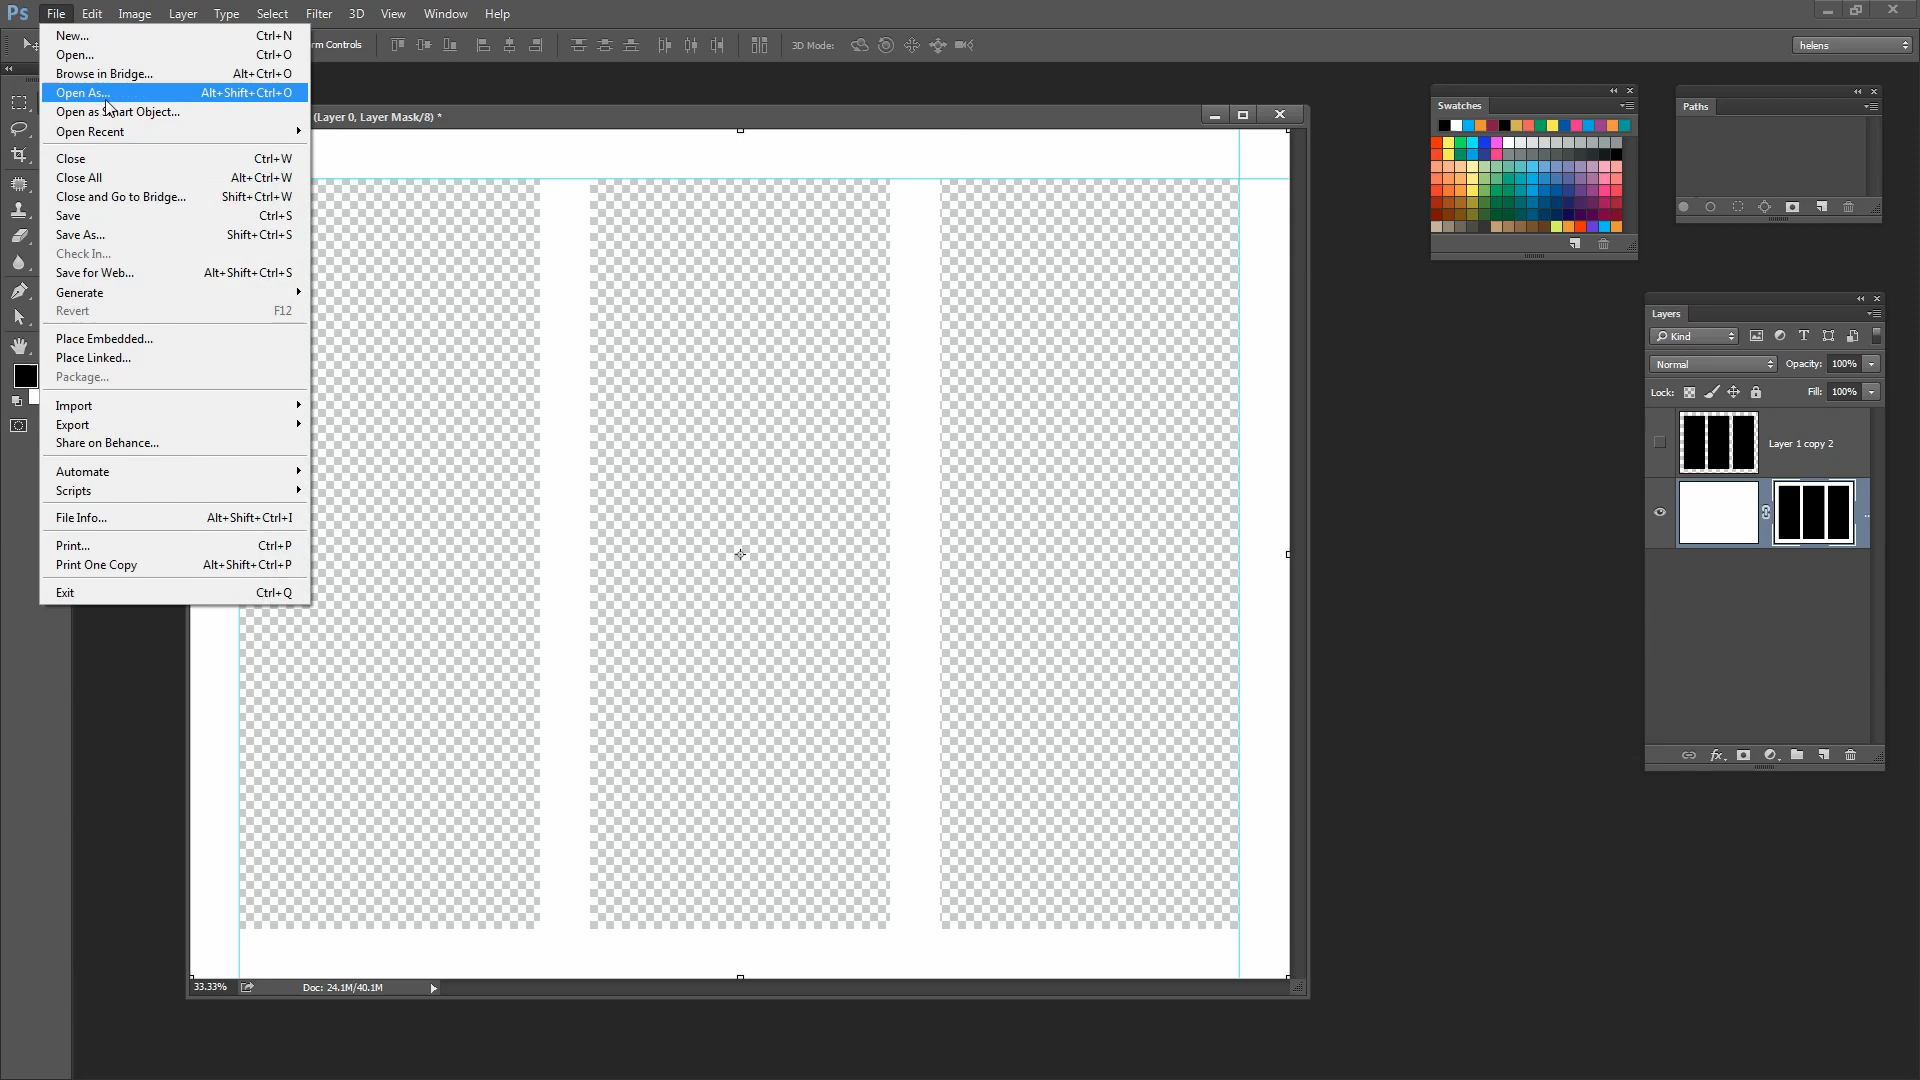 Ps File Edit Image Layer Type Select Filter 3D View Window Help
New... Ctrl+N
Open... Ctrl+O
Browse in Bridge... Alt+Ctrl+O
Open As... Alt+Shift+Ctrl+O
Open as Smart Object...
Open Recent
Close Ctrl+W
Close All Alt+Ctrl+W
Close and Go to Bridge... Shift+Ctrl+W
Save Ctrl+S
Save As... Shift+Ctrl+S
Check In...
Save for Web... Alt+Shift+Ctrl+S
Generate
Revert F12
Place Embedded...
Place Linked...
Package...
Import
Export
Share on Behance...
Automate
Scripts
File Info... Alt+Shift+Ctrl+I
Print... Ctrl+P
Print One Copy Alt+Shift+Ctrl+P
Exit Ctrl+Q
rm Controls
3D Mode:
helens
(Layer 0, Layer Mask/8) *
33.33%
Doc: 24.1M/40.1M
Swatches
Paths
Layers
Kind
Normal Opacity: 100%
Lock: Fill: 100%
Layer 1 copy 2
..